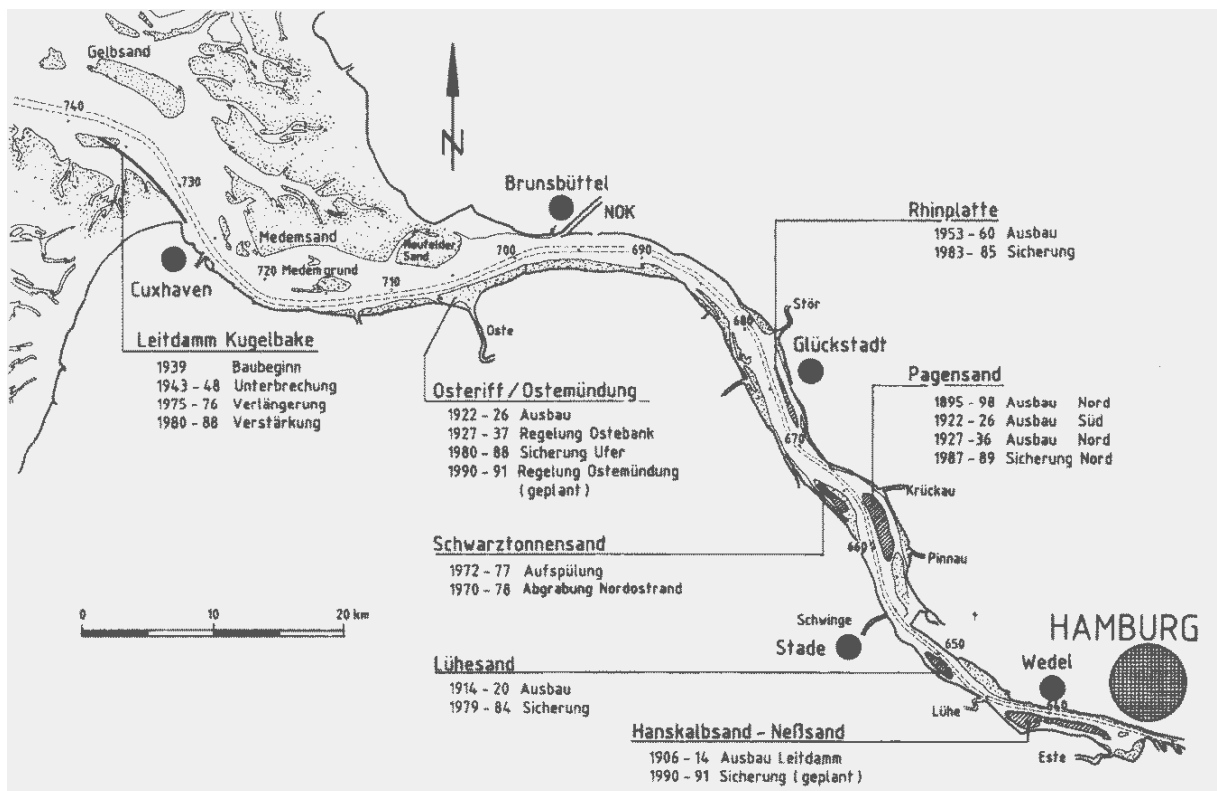 Gelbsand
740
730
N
Brunsbüttel
NOK
Rhinplatte
1953 - 60 Ausbau
1983 - 85 Sicherung
Medemsand
Neufelder
Sand
700
690
720 Medemgrund
710
Cuxhaven
Oste
680
Stör
Glückstadt
Leitdamm Kugelbake
1939 Baubeginn
1943 - 48 Unterbrechung
1975 - 76 Verlängerung
1980 - 88 Verstärkung
Osteriff / Ostemündung
1922 - 26 Ausbau
1927 - 37 Regelung Ostebank
1980 - 88 Sicherung Ufer
1990 - 91 Regelung Ostemündung
(geplant)
Pagensand
1895 - 98 Ausbau Nord
1922 - 26 Ausbau Süd
1927 - 36 Ausbau Nord
1987 - 89 Sicherung Nord
670
Krückau
Schwarztonnensand
1972 - 77 Aufspülung
1970 - 78 Abgrabung Nordostrand
660
Pinnau
0 10 20 km
Schwinge
Stade
650
Wedel
HAMBURG
640
Lühesand
1914 - 20 Ausbau
1979 - 84 Sicherung
Lühe
Hanskalbsand - Neßsand
1906 - 14 Ausbau Leitdamm
1990 - 91 Sicherung (geplant)
Este